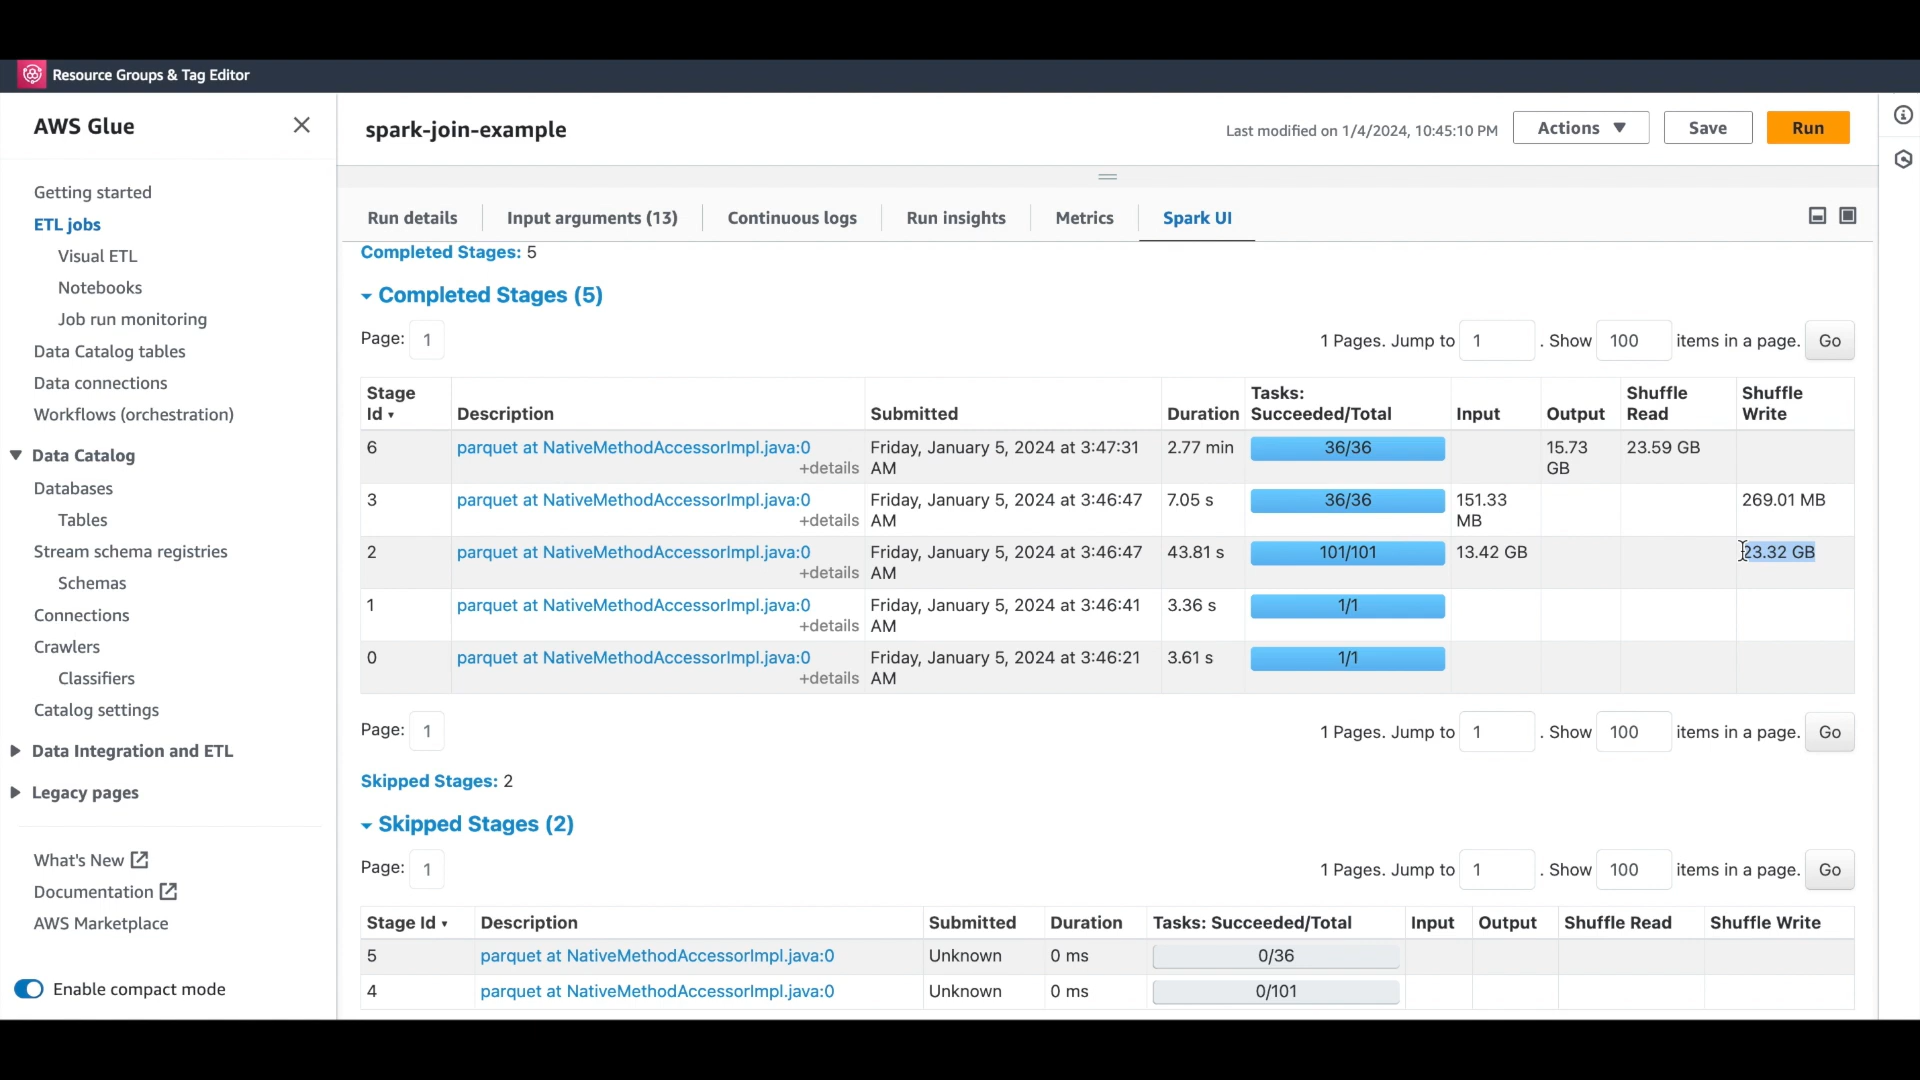 Resource Groups & Tag Editor
AWS Glue
Getting started
ETL jobs
Visual ETL
Notebooks
Job run monitoring
Data Catalog tables
Data connections
Workflows (orchestration)
Data Catalog
Databases
Tables
Stream schema registries
Schemas
Connections
Crawlers
Classifiers
Catalog settings
Data Integration and ETL
Legacy pages
What's New
Documentation
AWS Marketplace
Enable compact mode
spark-join-example
Last modified on 1/4/2024, 10:45:10 PM
Actions
Save
Run
Run details
Input arguments (13)
Continuous logs
Run insights
Metrics
Spark UI
Completed Stages: 5
Completed Stages (5)
Page: 1
1 Pages. Jump to 1 . Show 100 items in a page. Go
Stage Id Description Submitted Duration Tasks: Succeeded/Total Input Output Shuffle Read Shuffle Write
6 parquet at NativeMethodAccessorImpl.java:0 +details Friday, January 5, 2024 at 3:47:31 AM 2.77 min 36/36 15.73 GB 23.59 GB
3 parquet at NativeMethodAccessorImpl.java:0 +details Friday, January 5, 2024 at 3:46:47 AM 7.05 s 36/36 151.33 MB 269.01 MB
2 parquet at NativeMethodAccessorImpl.java:0 +details Friday, January 5, 2024 at 3:46:47 AM 43.81 s 101/101 13.42 GB 23.32 GB
1 parquet at NativeMethodAccessorImpl.java:0 +details Friday, January 5, 2024 at 3:46:41 AM 3.36 s 1/1
0 parquet at NativeMethodAccessorImpl.java:0 +details Friday, January 5, 2024 at 3:46:21 AM 3.61 s 1/1
Page: 1
1 Pages. Jump to 1 . Show 100 items in a page. Go
Skipped Stages: 2
Skipped Stages (2)
Page: 1
1 Pages. Jump to 1 . Show 100 items in a page. Go
Stage Id Description Submitted Duration Tasks: Succeeded/Total Input Output Shuffle Read Shuffle Write
5 parquet at NativeMethodAccessorImpl.java:0 Unknown 0 ms 0/36
4 parquet at NativeMethodAccessorImpl.java:0 Unknown 0 ms 0/101